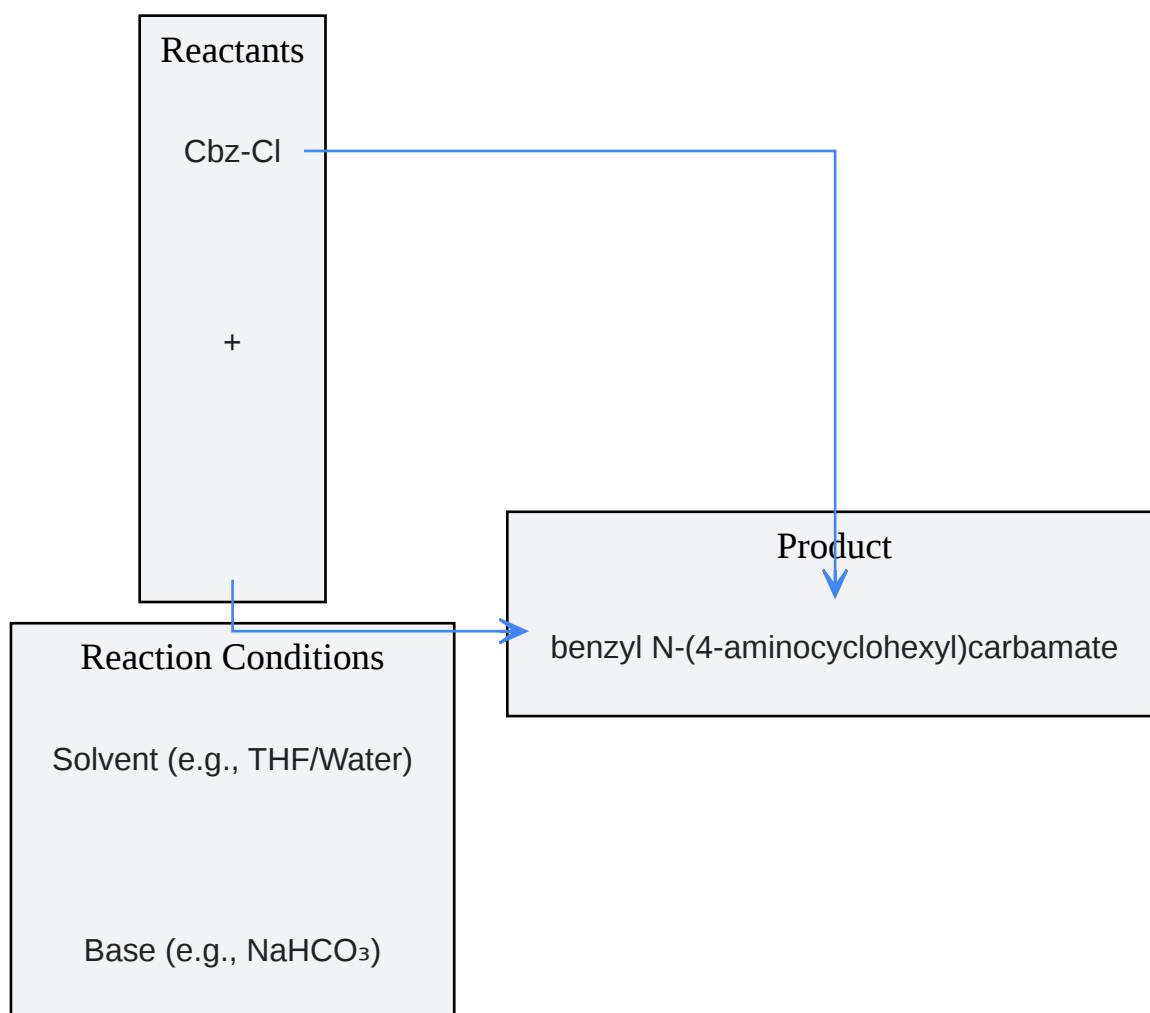 Reactants
Cbz-Cl
+
Product
benzyl N-(4-aminocyclohexyl)carbamate
Reaction Conditions
Solvent (e.g., THF/Water)
Base (e.g., NaHCO₃)